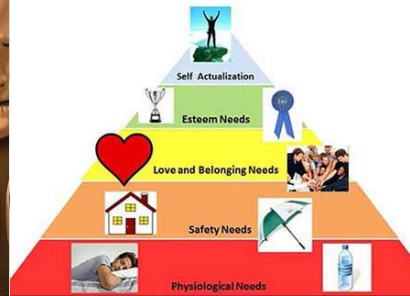 Self Actualization
Esteem Needs
Love and Belonging Needs
Safety Needs
Physiological Needs